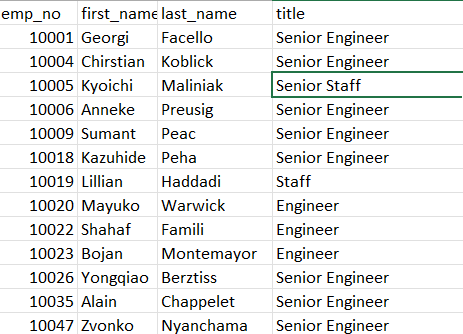 emp_no first_name last_name title
10001 Georgi Facello Senior Engineer
10004 Chirstian Koblick Senior Engineer
10005 Kyoichi Maliniak Senior Staff
10006 Anneke Preusig Senior Engineer
10009 Sumant Peac Senior Engineer
10018 Kazuhide Peha Senior Engineer
10019 Lillian Haddadi Staff
10020 Mayuko Warwick Engineer
10022 Shahaf Famili Engineer
10023 Bojan Montemayor Engineer
10026 Yongqiao Berztiss Senior Engineer
10035 Alain Chappelet Senior Engineer
10047 Zvonko Nyanchama Senior Engineer